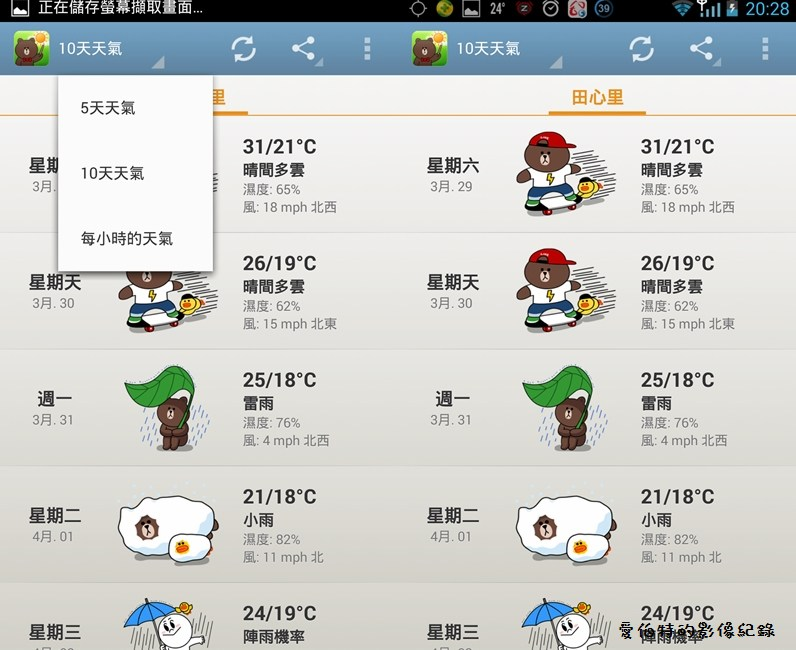 正在儲存螢幕擷取畫面...
24°
39
20:28
10天天氣
里
5天天氣
10天天氣
每小時的天氣
星期
3月.
31/21°C
晴間多雲
濕度: 65%
風: 18 mph 北西
星期天
3月. 30
26/19°C
晴間多雲
濕度: 62%
風: 15 mph 北東
週一
3月. 31
25/18°C
雷雨
濕度: 76%
風: 4 mph 北西
星期二
4月. 01
21/18°C
小雨
濕度: 82%
風: 11 mph 北
星期三
24/19°C
陣雨機率
10天天氣
田心里
星期六
3月. 29
31/21°C
晴間多雲
濕度: 65%
風: 18 mph 北西
星期天
3月. 30
26/19°C
晴間多雲
濕度: 62%
風: 15 mph 北東
週一
3月. 31
25/18°C
雷雨
濕度: 76%
風: 4 mph 北西
星期二
4月. 01
21/18°C
小雨
濕度: 82%
風: 11 mph 北
星期三
24/19°C
陣雨機率
愛伯特的影像紀錄